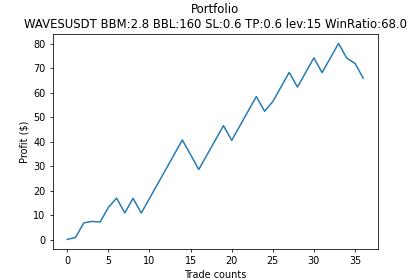 Portfolio
WAVESUSDT BBM:2.8 BBL:160 SL:0.6 TP:0.6 lev:15 WinRatio:68.0
80
70
60
50
40
30
20
10
0
Profit ($)
0 5 10 15 20 25 30 35
Trade counts